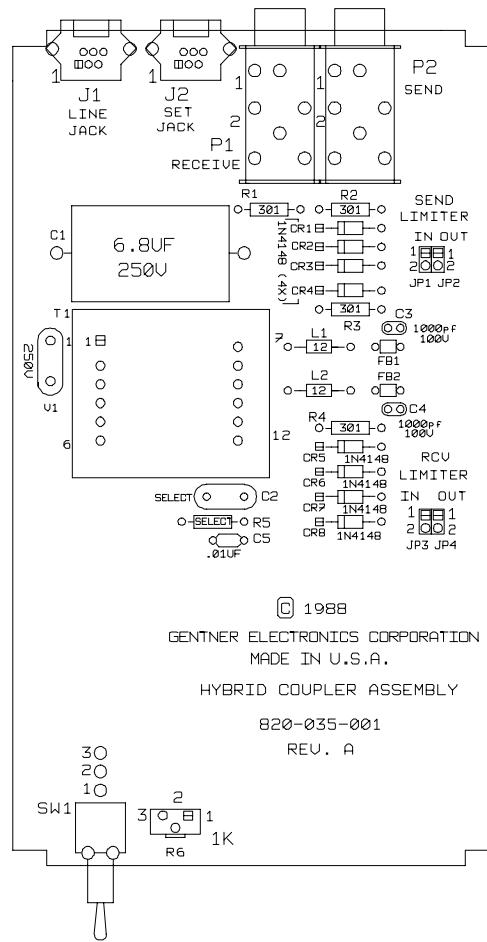 1 1
J1 J2
LINE SET
JACK JACK
1 1
2 2
P1
RECEIVE
P2
SEND
R1 R2
301 301
C1
6.8UF
250V
CR1
CR2
CR3
CR4
1N4148 (4X)
SEND
LIMITER
IN OUT
1 1
2 2
JP1 JP2
301
R3
C3
1000pf
100V
FB1
T1
1 1
7
6
12
250V
V1
L1
12
L2
12
FB2
C4
1000pf
100V
R4
301
CR5 1N4148
CR6
CR7 1N4148
CR8 1N4148
RCV
LIMITER
IN OUT
1 1
2 2
JP3 JP4
SELECT C2
SELECT R5
C5
.01UF
C 1988
GENTNER ELECTRONICS CORPORATION
MADE IN U.S.A.
HYBRID COUPLER ASSEMBLY
820-035-001
REV. A
3
2
1
SW1
2
3 1
1K
R6